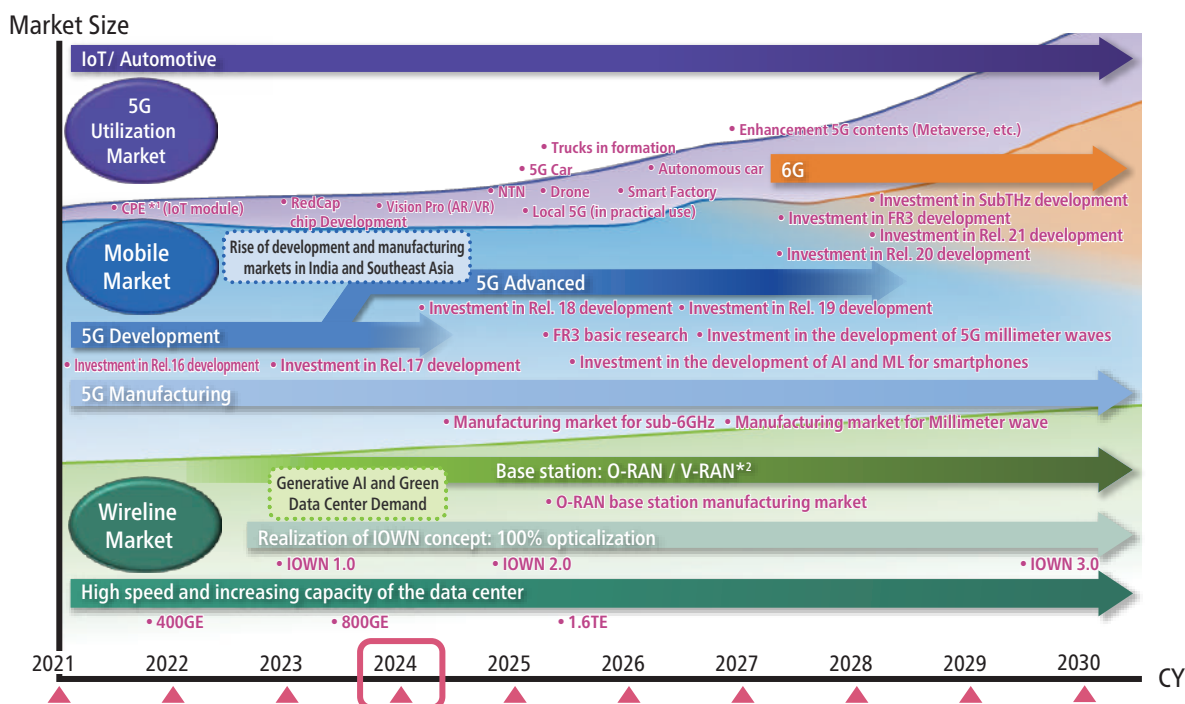 Market Size
IoT/ Automotive
5G
Utilization
Market
• Enhancement 5G contents (Metaverse, etc.)
• Trucks in formation
• 5G Car
• Autonomous car
6G
• NTN
• Drone
• Smart Factory
• CPE *1 (IoT module)
• RedCap
chip Development
• Vision Pro (AR/VR)
• Local 5G (in practical use)
• Investment in SubTHz development
• Investment in FR3 development
• Investment in Rel. 21 development
• Investment in Rel. 20 development
Mobile
Market
Rise of development and manufacturing
markets in India and Southeast Asia
5G Advanced
• Investment in Rel. 18 development
• Investment in Rel. 19 development
5G Development
• FR3 basic research
• Investment in the development of 5G millimeter waves
• Investment in Rel.16 development
• Investment in Rel.17 development
• Investment in the development of AI and ML for smartphones
5G Manufacturing
• Manufacturing market for sub-6GHz
• Manufacturing market for Millimeter wave
Base station: O-RAN / V-RAN*2
Generative AI and Green
Data Center Demand
• O-RAN base station manufacturing market
Wireline
Market
Realization of IOWN concept: 100% opticalization
• IOWN 1.0
• IOWN 2.0
• IOWN 3.0
High speed and increasing capacity of the data center
• 400GE
• 800GE
• 1.6TE
2021
2022
2023
2024
2025
2026
2027
2028
2029
2030
CY